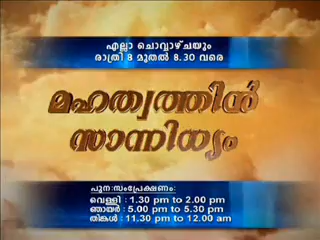 എല്ലാ ചൊവ്വാഴ്ചയും
രാത്രി 8 മുതൽ 8.30 വരെ
മഹത്വത്തിൻ
സാന്നിദ്ധ്യം
പുന:സംപ്രേക്ഷണം:
വെള്ളി : 1.30 pm to 2.00 pm
ഞായർ : 5.00 pm to 5.30 pm
തിങ്കൾ : 11.30 pm to 12.00 am